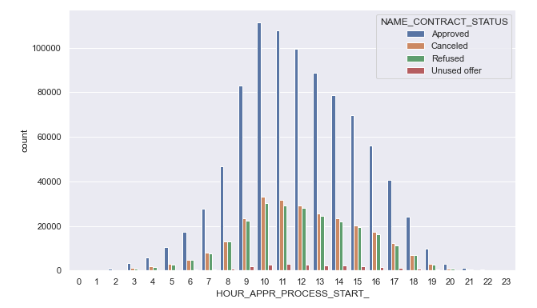 NAME_CONTRACT_STATUS
Approved
Canceled
Refused
Unused offer
100000
80000
60000
40000
20000
0
count
0 1 2 3 4 5 6 7 8 9 10 11 12 13 14 15 16 17 18 19 20 21 22 23
HOUR_APPR_PROCESS_START_